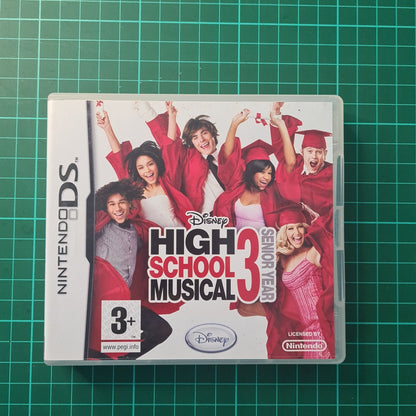 NINTENDO DS
Disney
HIGH
SCHOOL
MUSICAL 3
SENIOR YEAR
3+
www.pegi.info
Disney
LICENSED BY
Nintendo